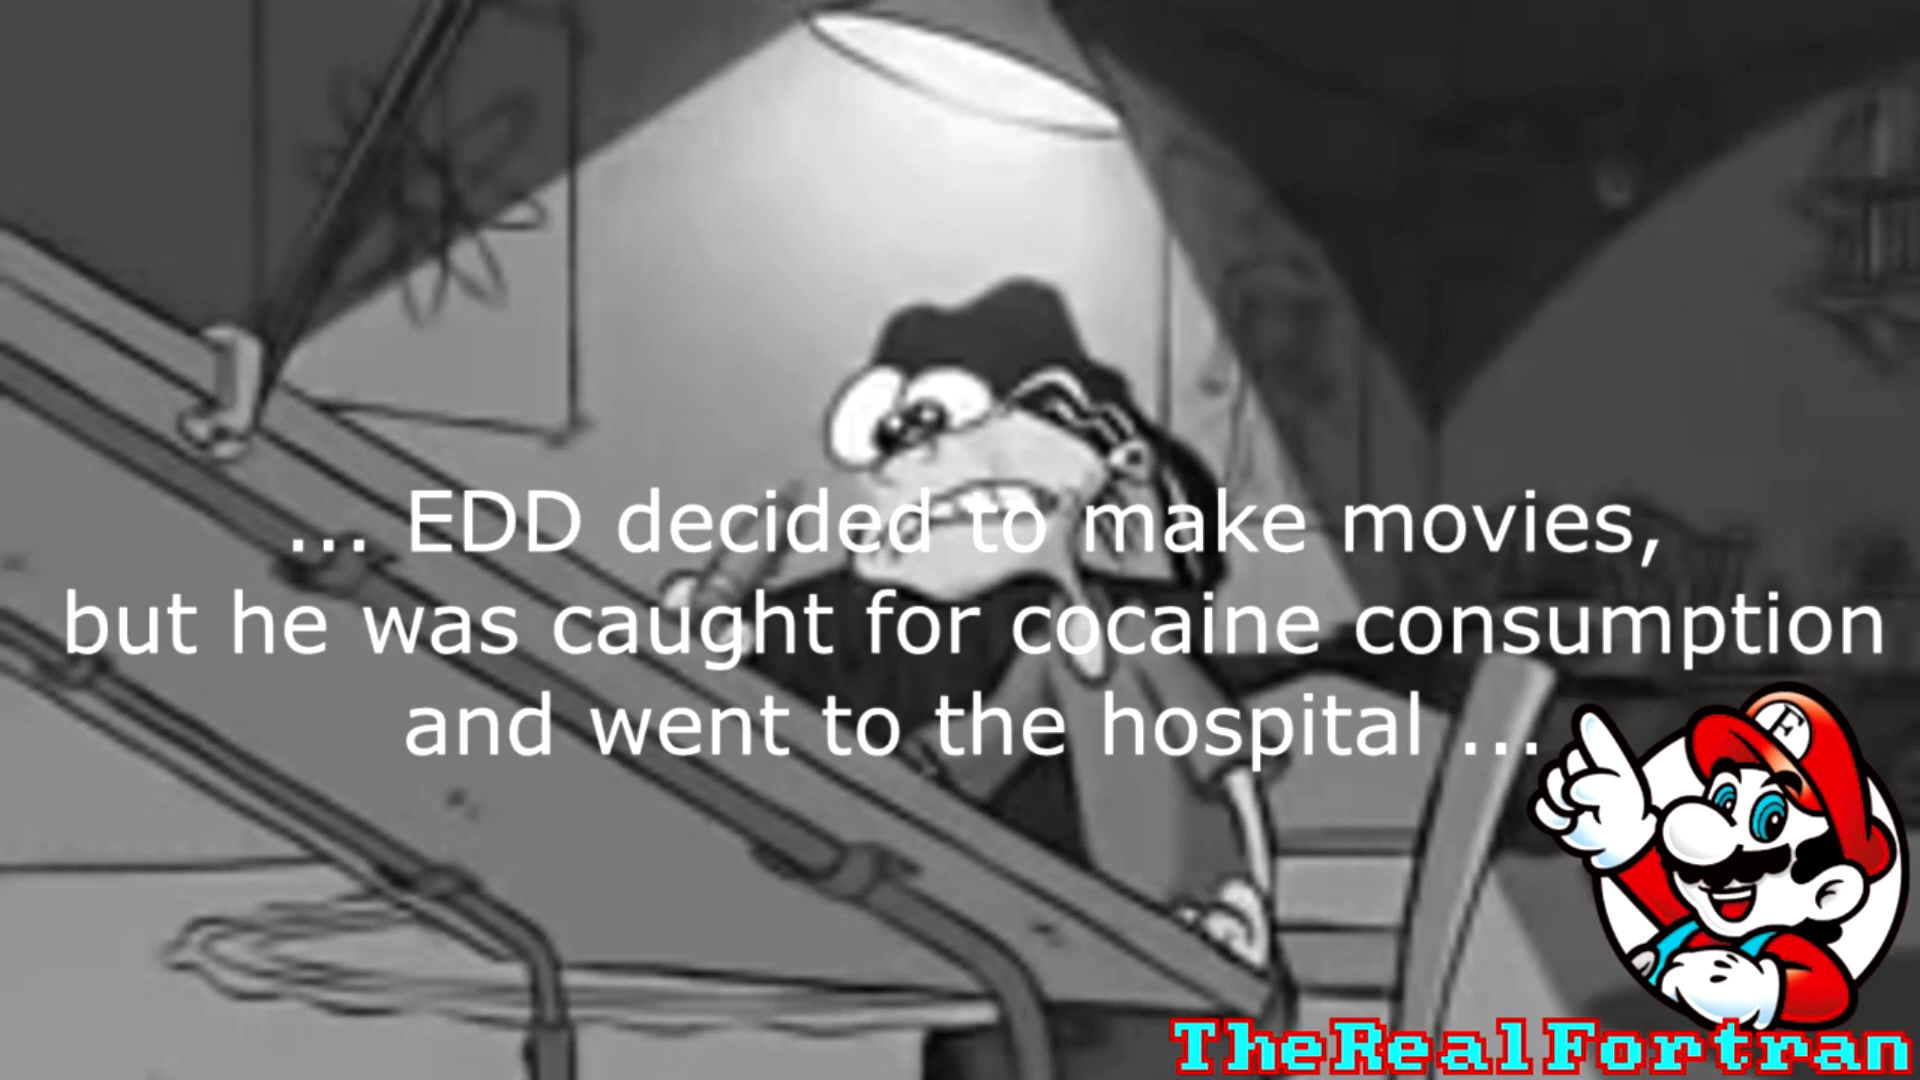 ... EDD decided to make movies,
but he was caught for cocaine consumption
and went to the hospital ...
F
TheRealFortran